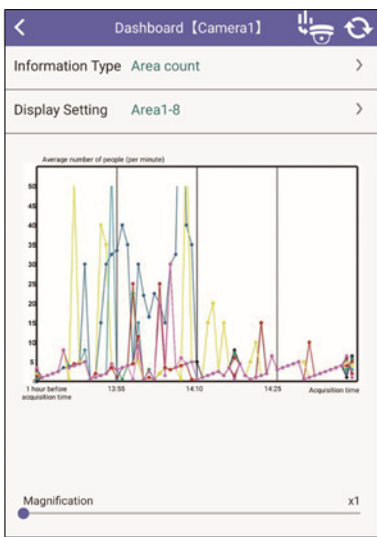 Dashboard【Camera1】
Information Type Area count
Display Setting Area1-8
Average number of people (per minute)
50
45
40
35
30
25
20
15
10
5
0
1 hour before
acquisition time
13:55
14:10
14:25
Acquisition time
Magnification x1